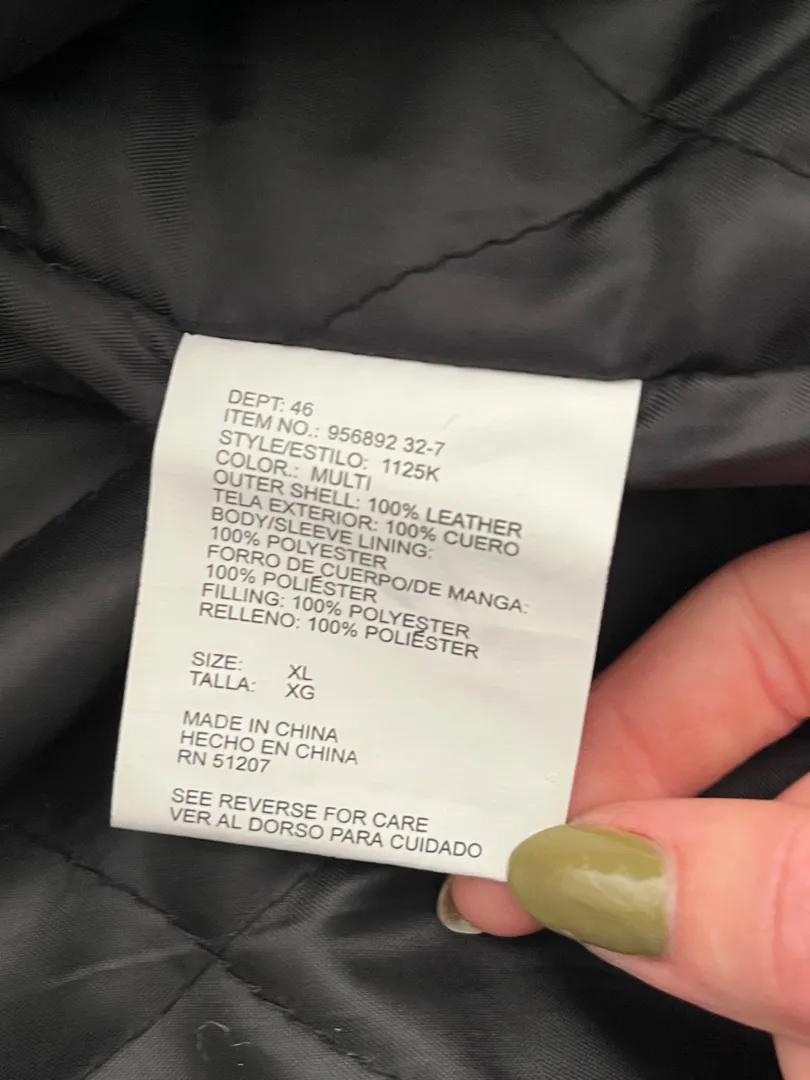 DEPT: 46
ITEM NO.: 956892 32-7
STYLE/ESTILO: 1125K
COLOR.: MULTI
OUTER SHELL: 100% LEATHER
TELA EXTERIOR: 100% CUERO
BODY/SLEEVE LINING:
100% POLYESTER
FORRO DE CUERPO/DE MANGA:
100% POLIÉSTER
FILLING: 100% POLYESTER
RELLENO: 100% POLIÉSTER
SIZE: XL
TALLA: XG
MADE IN CHINA
HECHO EN CHINA
RN 51207
SEE REVERSE FOR CARE
VER AL DORSO PARA CUIDADO